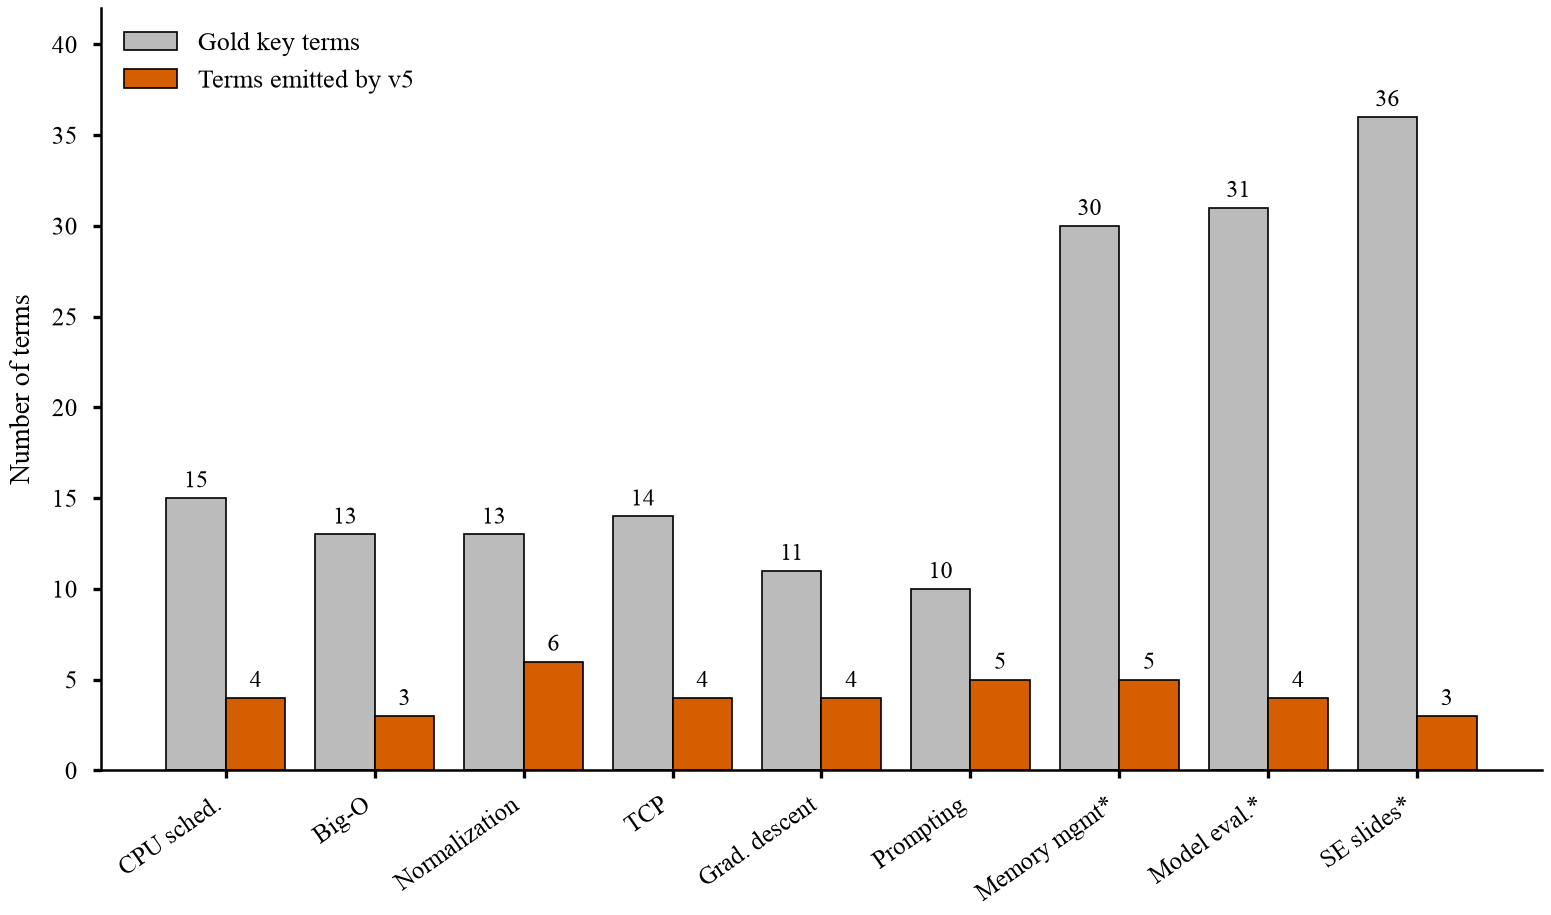 Gold key terms
Terms emitted by v5
Number of terms
40
35
30
25
20
15
10
5
0
15
4
13
3
13
6
14
4
11
4
10
5
30
5
31
4
36
3
CPU sched.
Big-O
Normalization
TCP
Grad. descent
Prompting
Memory mgmt*
Model eval.*
SE slides*